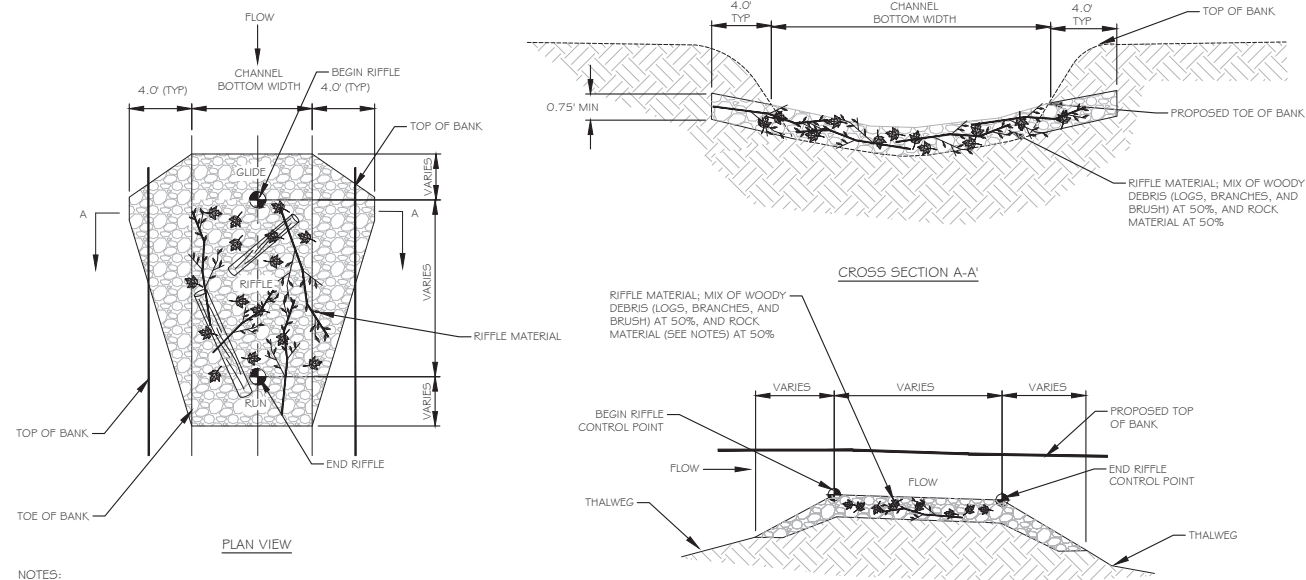 FLOW
CHANNEL
BOTTOM WIDTH
BEGIN RIFFLE
4.0' (TYP)
4.0' (TYP)
TOP OF BANK
GLIDE
VARIES
A
A
RIFFLE
VARIES
RIFFLE MATERIAL
RUN
VARIES
TOP OF BANK
END RIFFLE
TOE OF BANK
PLAN VIEW
NOTES:
4.0'
TYP
CHANNEL
BOTTOM WIDTH
4.0'
TYP
TOP OF BANK
0.75' MIN
PROPOSED TOE OF BANK
RIFFLE MATERIAL; MIX OF WOODY
DEBRIS (LOGS, BRANCHES, AND
BRUSH) AT 50%, AND ROCK
MATERIAL AT 50%
CROSS SECTION A-A'
RIFFLE MATERIAL; MIX OF WOODY
DEBRIS (LOGS, BRANCHES, AND
BRUSH) AT 50%, AND ROCK
MATERIAL (SEE NOTES) AT 50%
VARIES
VARIES
VARIES
BEGIN RIFFLE
CONTROL POINT
PROPOSED TOP
OF BANK
FLOW
FLOW
END RIFFLE
CONTROL POINT
THALWEG
THALWEG